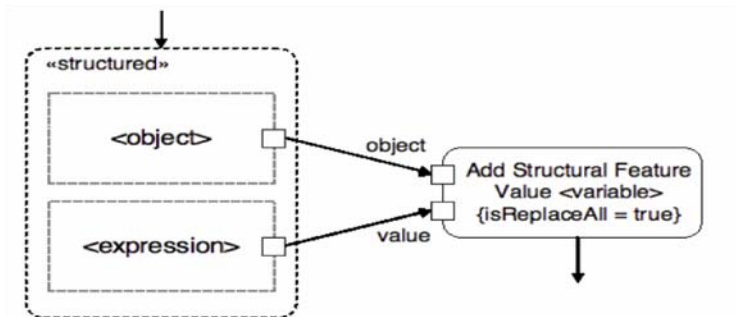 «structured»
<object>
object
Add Structural Feature
Value <variable>
{isReplaceAll = true}
<expression>
value